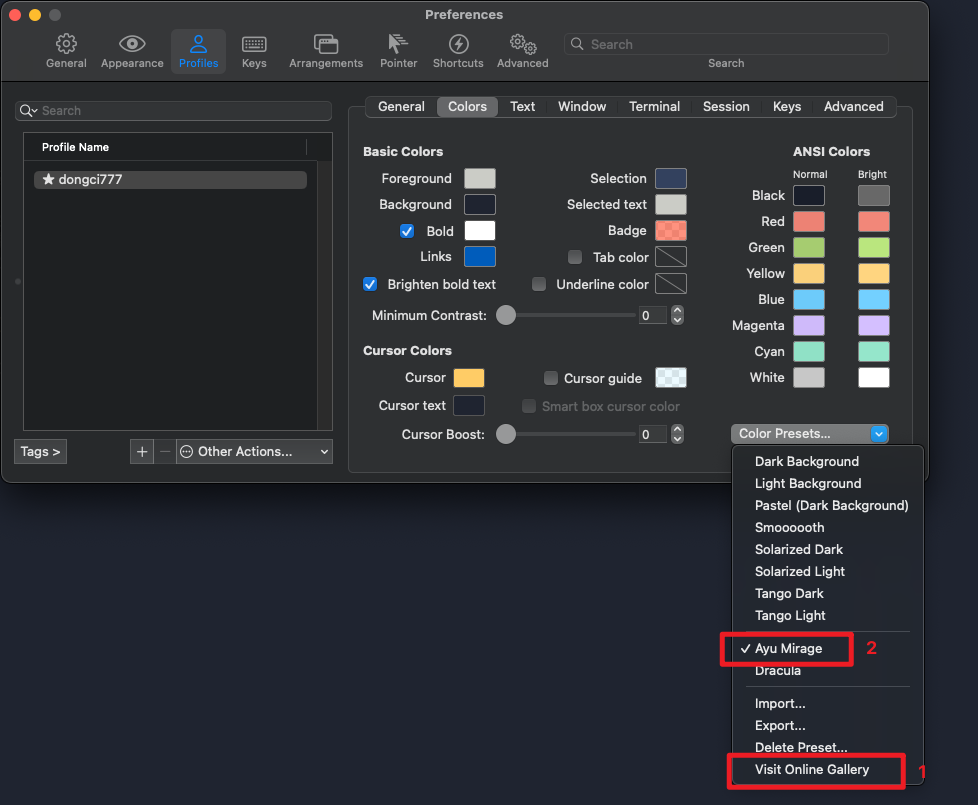 Preferences
General Appearance Profiles Keys Arrangements Pointer Shortcuts Advanced Search
Search
Search
Profile Name
★ dongci777
Tags >
+ − Other Actions...
General Colors Text Window Terminal Session Keys Advanced
Basic Colors
Foreground
Background
Bold
Links
Brighten bold text
Selection
Selected text
Badge
Tab color
Underline color
Minimum Contrast: 0
Cursor Colors
Cursor
Cursor text
Cursor guide
Smart box cursor color
Cursor Boost: 0
ANSI Colors
Normal Bright
Black
Red
Green
Yellow
Blue
Magenta
Cyan
White
Color Presets...
Dark Background
Light Background
Pastel (Dark Background)
Smoooooth
Solarized Dark
Solarized Light
Tango Dark
Tango Light
✓ Ayu Mirage 2
Dracula
Import...
Export...
Delete Preset...
Visit Online Gallery 1